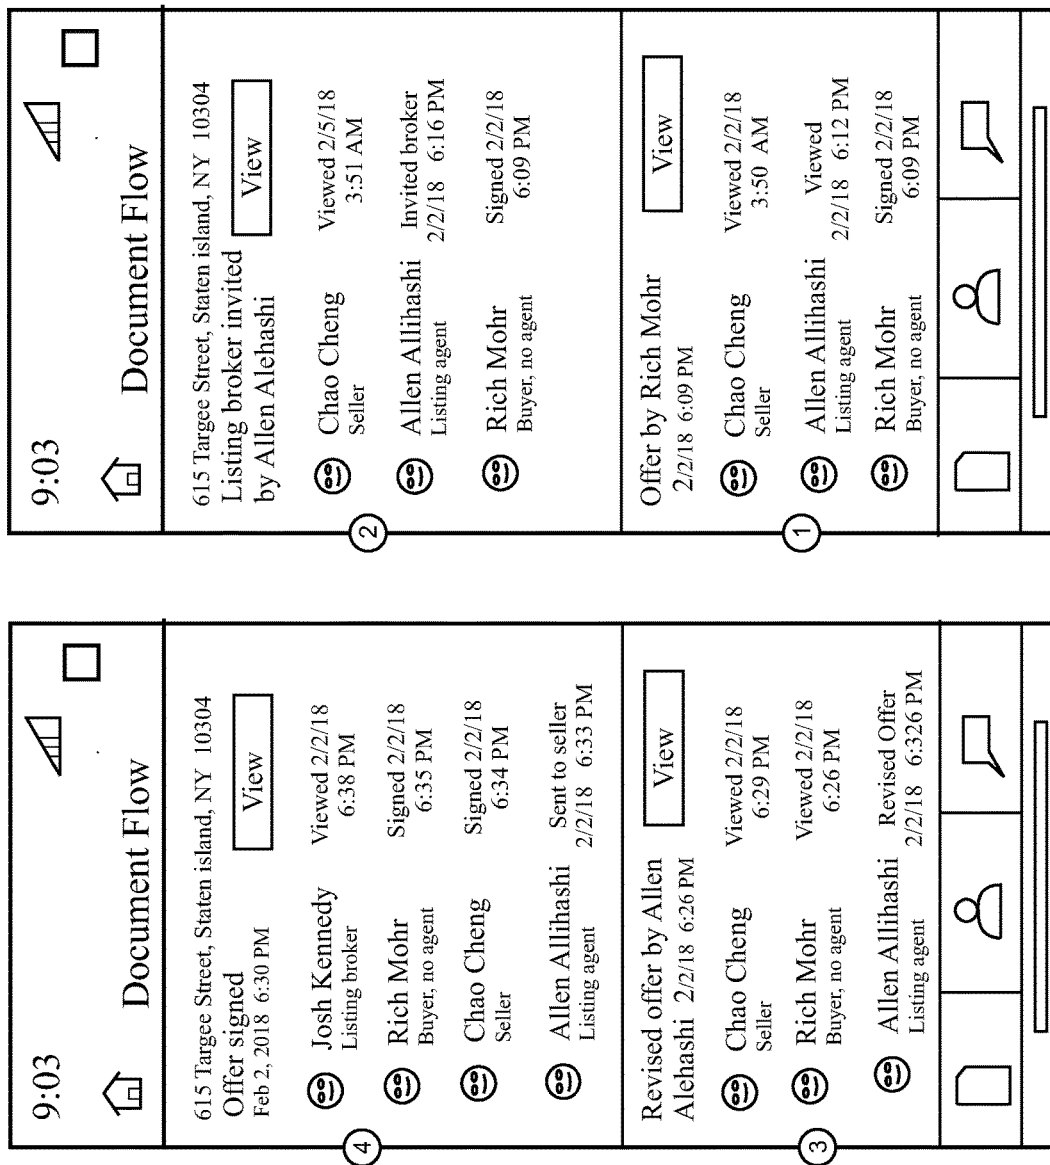 9:03
Document Flow
615 Targee Street, Staten island, NY 10304
Offer signed
Feb 2, 2018 6:30 PM
View
4
Josh Kennedy
Listing broker
Viewed 2/2/18
6:38 PM
Rich Mohr
Buyer, no agent
Signed 2/2/18
6:35 PM
Chao Cheng
Seller
Signed 2/2/18
6:34 PM
Allen Allihashi
Listing agent
Sent to seller
2/2/18 6:33 PM
Revised offer by Allen
Alehashi 2/2/18 6:26 PM
View
3
Chao Cheng
Seller
Viewed 2/2/18
6:29 PM
Rich Mohr
Buyer, no agent
Viewed 2/2/18
6:26 PM
Allen Allihashi
Listing agent
Revised Offer
2/2/18 6:326 PM
9:03
Document Flow
615 Targee Street, Staten island, NY 10304
Listing broker invited
by Allen Alehashi
View
2
Chao Cheng
Seller
Viewed 2/5/18
3:51 AM
Allen Allihashi
Listing agent
Invited broker
2/2/18 6:16 PM
Rich Mohr
Buyer, no agent
Signed 2/2/18
6:09 PM
Offer by Rich Mohr
2/2/18 6:09 PM
View
1
Chao Cheng
Seller
Viewed 2/2/18
3:50 AM
Allen Allihashi
Listing agent
Viewed
2/2/18 6:12 PM
Rich Mohr
Buyer, no agent
Signed 2/2/18
6:09 PM